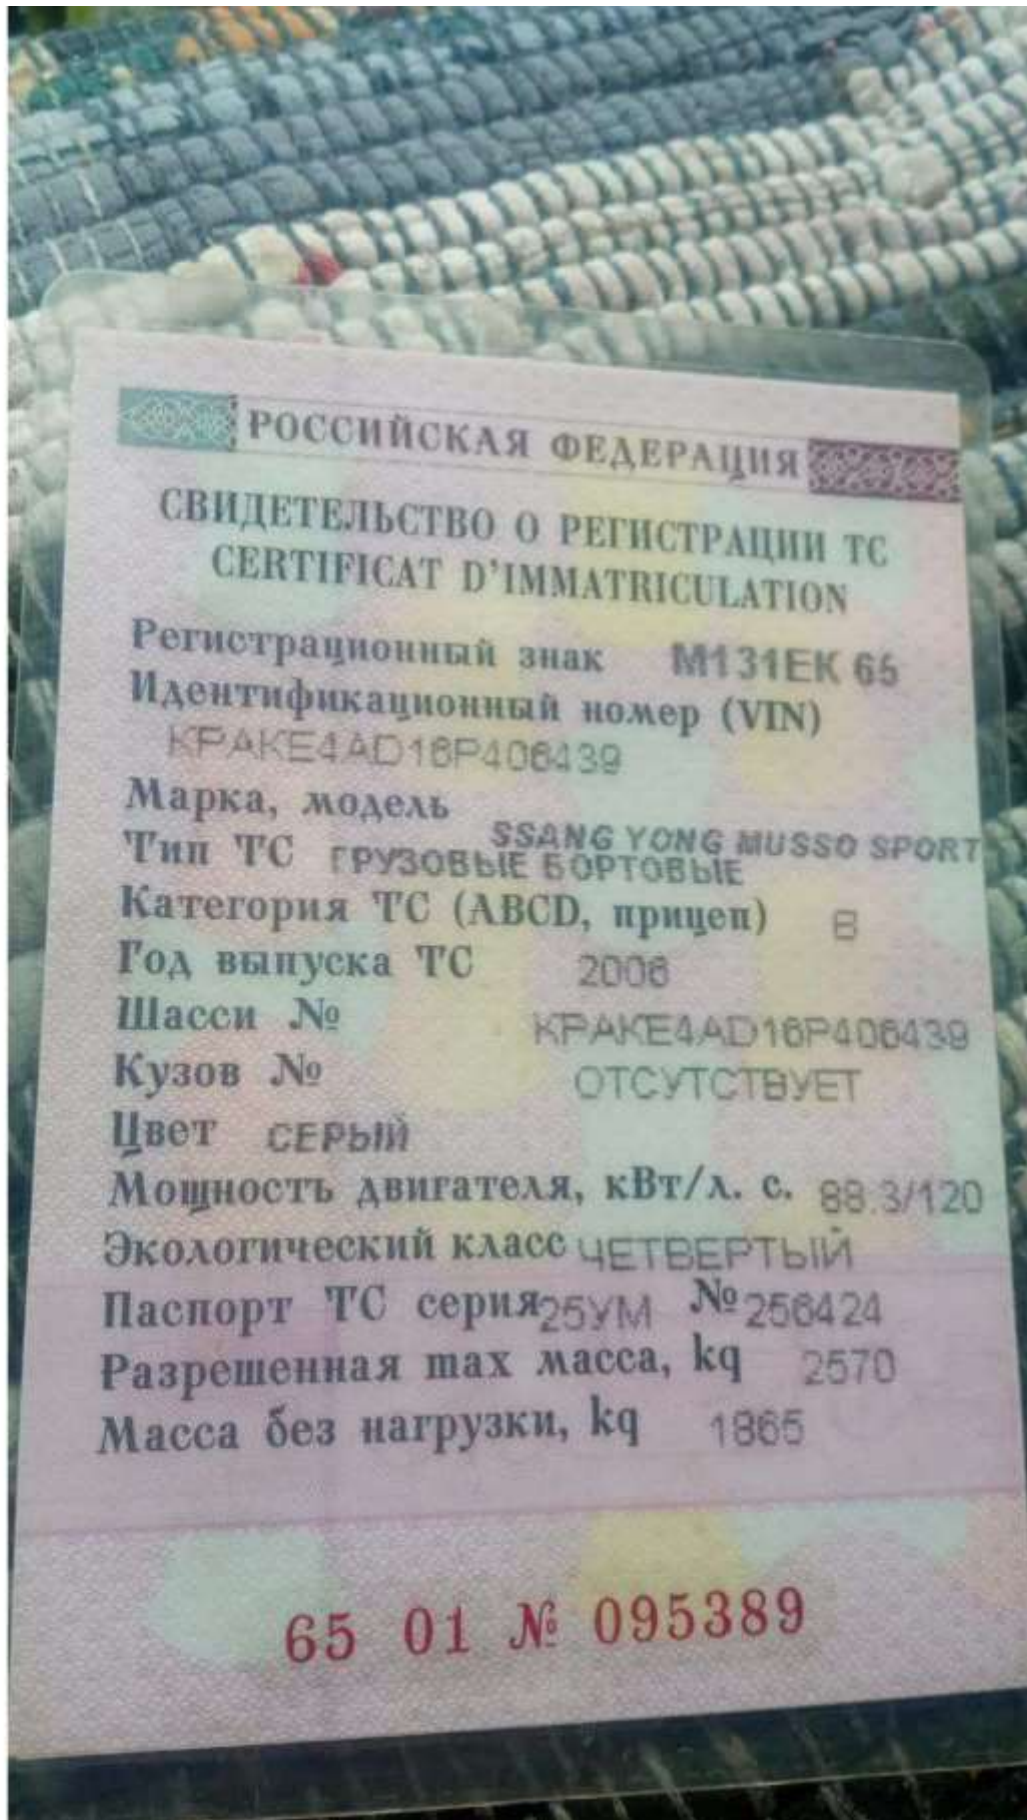 РОССИЙСКАЯ ФЕДЕРАЦИЯ
СВИДЕТЕЛЬСТВО О РЕГИСТРАЦИИ ТС
CERTIFICAT D'IMMATRICULATION
Регистрационный знак М131ЕК 65
Идентификационный номер (VIN)
KPAKE4AD16P406439
Марка, модель SSANG YONG MUSSO SPORT
Тип ТС ГРУЗОВЫЕ БОРТОВЫЕ
Категория ТС (ABCD, прицеп) B
Год выпуска ТС 2006
Шасси № KPAKE4AD16P406439
Кузов № ОТСУТСТВУЕТ
Цвет СЕРЫЙ
Мощность двигателя, кВт/л. с. 88.3/120
Экологический класс ЧЕТВЕРТЫЙ
Паспорт ТС серия 25УМ № 256424
Разрешенная max масса, kq 2570
Масса без нагрузки, kq 1865
65 01 № 095389